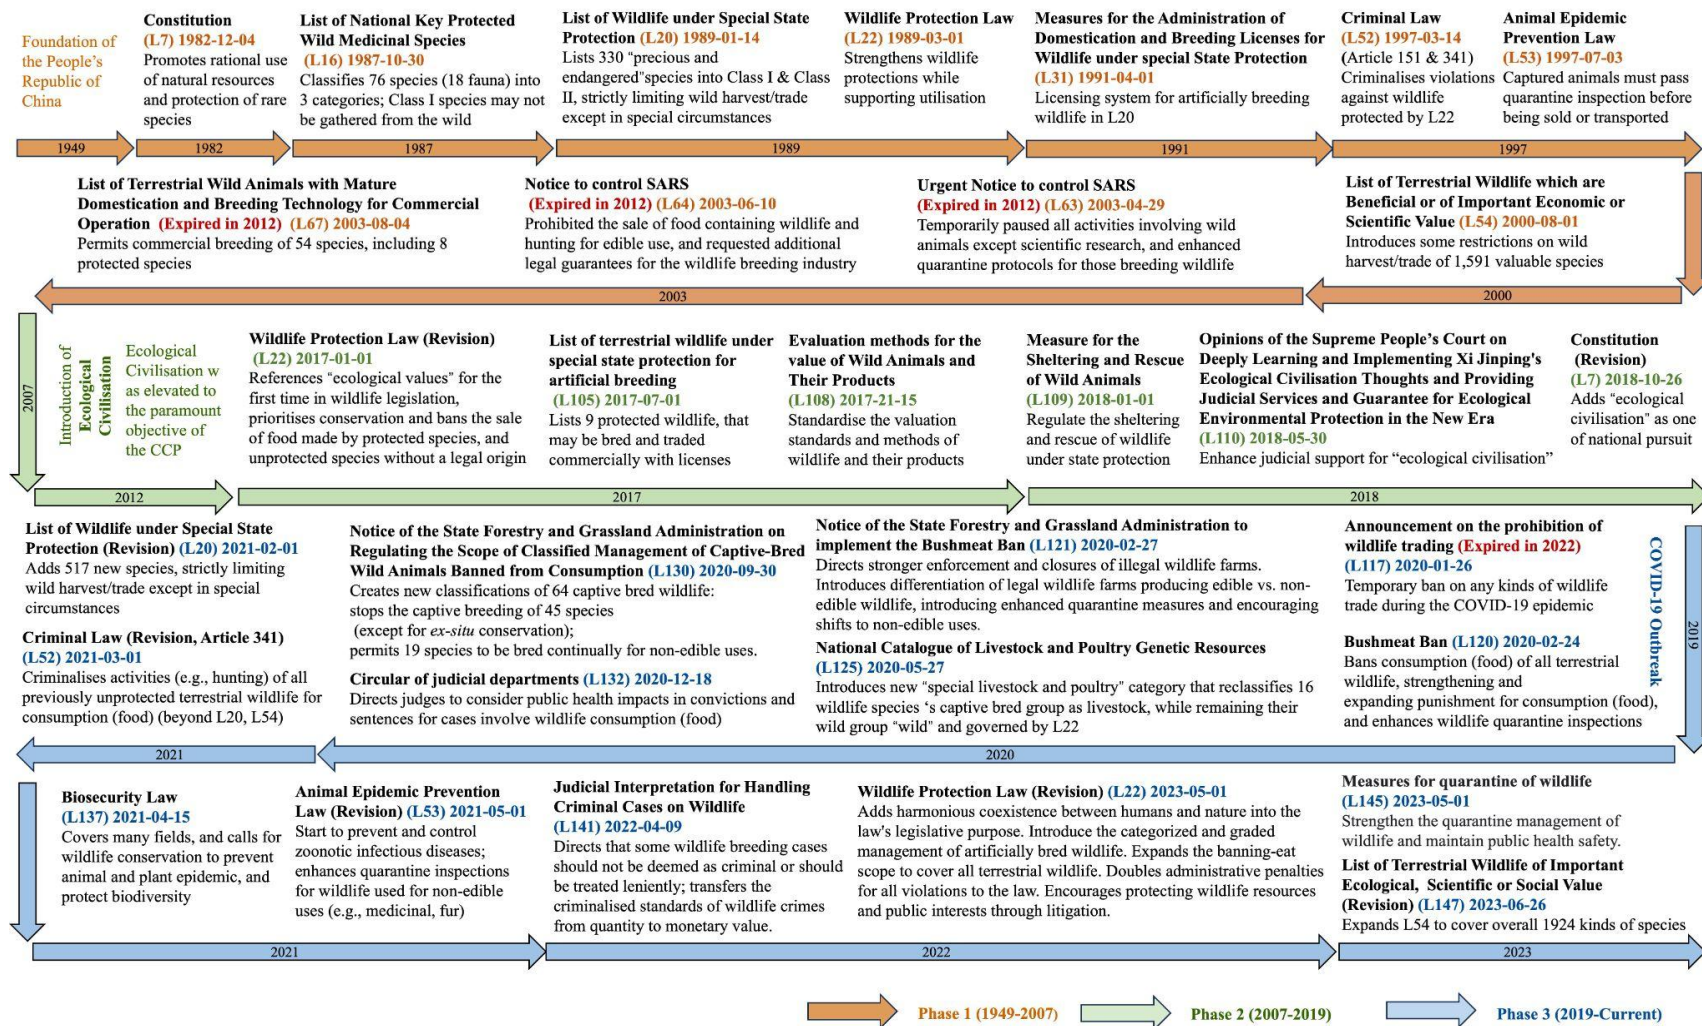 Foundation of
the People's
Republic of
China
Constitution
(L7) 1982-12-04
Promotes rational use
of natural resources
and protection of rare
species
List of National Key Protected
Wild Medicinal Species
(L16) 1987-10-30
Classifies 76 species (18 fauna) into
3 categories; Class I species may not
be gathered from the wild
List of Wildlife under Special State
Protection (L20) 1989-01-14
Lists 330 "precious and
endangered"species into Class I & Class
II, strictly limiting wild harvest/trade
except in special circumstances
Wildlife Protection Law
(L22) 1989-03-01
Strengthens wildlife
protections while
supporting utilisation
Measures for the Administration of
Domestication and Breeding Licenses for
Wildlife under special State Protection
(L31) 1991-04-01
Licensing system for artificially breeding
wildlife in L20
Criminal Law
(L52) 1997-03-14
(Article 151 & 341)
Criminalises violations
against wildlife
protected by L22
Animal Epidemic
Prevention Law
(L53) 1997-07-03
Captured animals must pass
quarantine inspection before
being sold or transported
1949
1982
1987
1989
1991
1997
List of Terrestrial Wild Animals with Mature
Domestication and Breeding Technology for Commercial
Operation (Expired in 2012) (L67) 2003-08-04
Permits commercial breeding of 54 species, including 8
protected species
Notice to control SARS
(Expired in 2012) (L64) 2003-06-10
Prohibited the sale of food containing wildlife and
hunting for edible use, and requested additional
legal guarantees for the wildlife breeding industry
Urgent Notice to control SARS
(Expired in 2012) (L63) 2003-04-29
Temporarily paused all activities involving wild
animals except scientific research, and enhanced
quarantine protocols for those breeding wildlife
List of Terrestrial Wildlife which are
Beneficial or of Important Economic or
Scientific Value (L54) 2000-08-01
Introduces some restrictions on wild
harvest/trade of 1,591 valuable species
2003
2000
2007
Introduction of
Ecological
Civilisation
Ecological
Civilisation w
as elevated to
the paramount
objective of
the CCP
Wildlife Protection Law (Revision)
(L22) 2017-01-01
References "ecological values" for the
first time in wildlife legislation,
prioritises conservation and bans the sale
of food made by protected species, and
unprotected species without a legal origin
List of terrestrial wildlife under
special state protection for
artificial breeding
(L105) 2017-07-01
Lists 9 protected wildlife, that
may be bred and traded
commercially with licenses
Evaluation methods for the
value of Wild Animals and
Their Products
(L108) 2017-21-15
Standardise the valuation
standards and methods of
wildlife and their products
Measure for the
Sheltering and Rescue
of Wild Animals
(L109) 2018-01-01
Regulate the sheltering
and rescue of wildlife
under state protection
Opinions of the Supreme People's Court on
Deeply Learning and Implementing Xi Jinping's
Ecological Civilisation Thoughts and Providing
Judicial Services and Guarantee for Ecological
Environmental Protection in the New Era
(L110) 2018-05-30
Enhance judicial support for "ecological civilisation"
Constitution
(Revision)
(L7) 2018-10-26
Adds "ecological
civilisation" as one
of national pursuit
2012
2017
2018
List of Wildlife under Special State
Protection (Revision) (L20) 2021-02-01
Adds 517 new species, strictly limiting
wild harvest/trade except in special
circumstances
Criminal Law (Revision, Article 341)
(L52) 2021-03-01
Criminalises activities (e.g., hunting) of all
previously unprotected terrestrial wildlife for
consumption (food) (beyond L20, L54)
Notice of the State Forestry and Grassland Administration on
Regulating the Scope of Classified Management of Captive-Bred
Wild Animals Banned from Consumption (L130) 2020-09-30
Creates new classifications of 64 captive bred wildlife:
stops the captive breeding of 45 species
(except for ex-situ conservation);
permits 19 species to be bred continually for non-edible uses.
Circular of judicial departments (L132) 2020-12-18
Directs judges to consider public health impacts in convictions and
sentences for cases involve wildlife consumption (food)
Notice of the State Forestry and Grassland Administration to
implement the Bushmeat Ban (L121) 2020-02-27
Directs stronger enforcement and closures of illegal wildlife farms.
Introduces differentiation of legal wildlife farms producing edible vs. non-
edible wildlife, introducing enhanced quarantine measures and encouraging
shifts to non-edible uses.
National Catalogue of Livestock and Poultry Genetic Resources
(L125) 2020-05-27
Introduces new "special livestock and poultry" category that reclassifies 16
wildlife species 's captive bred group as livestock, while remaining their
wild group "wild" and governed by L22
Announcement on the prohibition of
wildlife trading (Expired in 2022)
(L117) 2020-01-26
Temporary ban on any kinds of wildlife
trade during the COVID-19 epidemic
Bushmeat Ban (L120) 2020-02-24
Bans consumption (food) of all terrestrial
wildlife, strengthening and
expanding punishment for consumption (food),
and enhances wildlife quarantine inspections
COVID-19 Outbreak
2019
2021
2020
Biosecurity Law
(L137) 2021-04-15
Covers many fields, and calls for
wildlife conservation to prevent
animal and plant epidemic, and
protect biodiversity
Animal Epidemic Prevention
Law (Revision) (L53) 2021-05-01
Start to prevent and control
zoonotic infectious diseases;
enhances quarantine inspections
for wildlife used for non-edible
uses (e.g., medicinal, fur)
Judicial Interpretation for Handling
Criminal Cases on Wildlife
(L141) 2022-04-09
Directs that some wildlife breeding cases
should not be deemed as criminal or should
be treated leniently; transfers the
criminalised standards of wildlife crimes
from quantity to monetary value.
Wildlife Protection Law (Revision) (L22) 2023-05-01
Adds harmonious coexistence between humans and nature into the
law's legislative purpose. Introduce the categorized and graded
management of artificially bred wildlife. Expands the banning-eat
scope to cover all terrestrial wildlife. Doubles administrative penalties
for all violations to the law. Encourages protecting wildlife resources
and public interests through litigation.
Measures for quarantine of wildlife
(L145) 2023-05-01
Strengthen the quarantine management of
wildlife and maintain public health safety.
List of Terrestrial Wildlife of Important
Ecological, Scientific or Social Value
(Revision) (L147) 2023-06-26
Expands L54 to cover overall 1924 kinds of species
2021
2022
2023
Phase 1 (1949-2007)
Phase 2 (2007-2019)
Phase 3 (2019-Current)